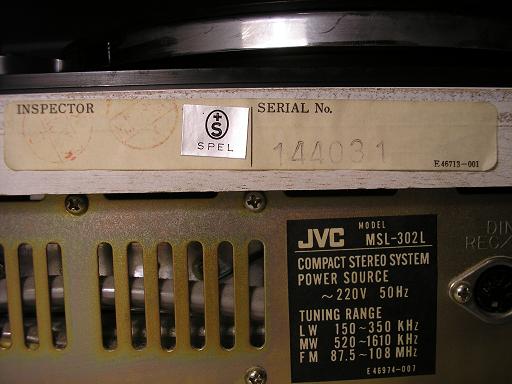 INSPECTOR
SPEL
SERIAL No.
144031
E 46713-001
JVC MODEL MSL-302L
COMPACT STEREO SYSTEM
POWER SOURCE
~220V 50Hz
TUNING RANGE
LW 150~350 KHz
MW 520~1610 KHz
FM 87.5~108 MHz
E 46974-007
DIN
REC/